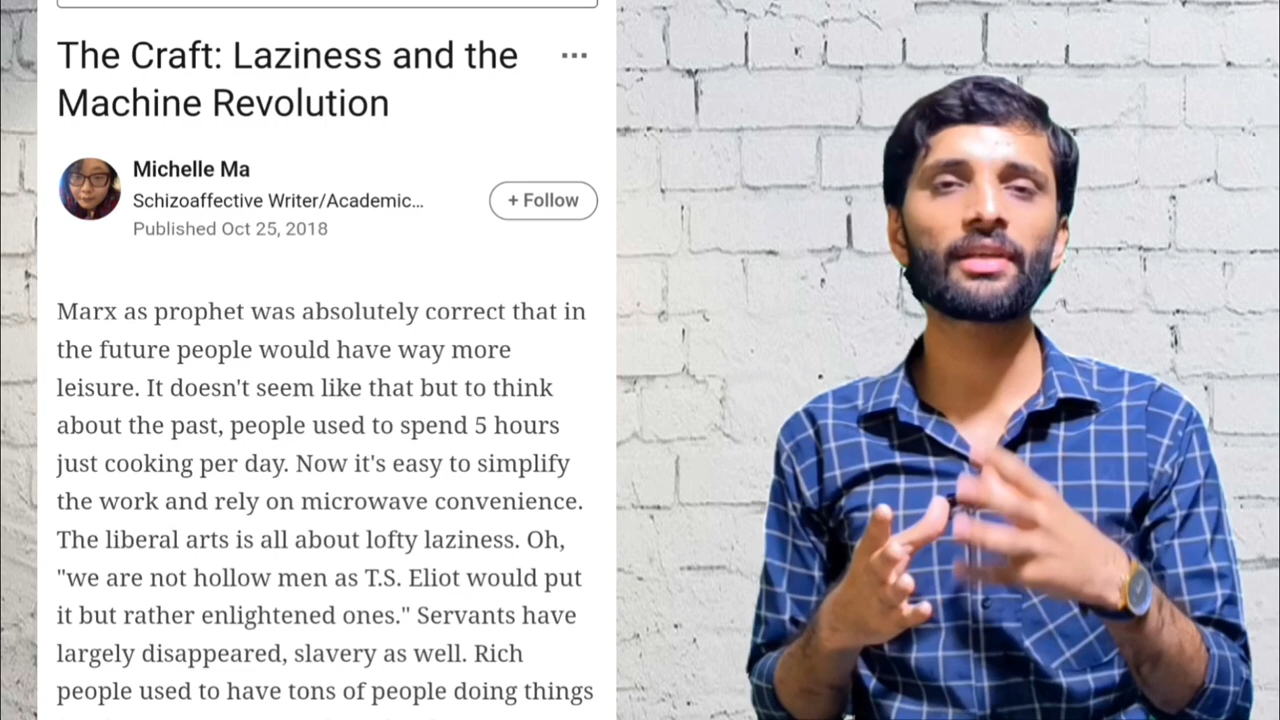 The Craft: Laziness and the
Machine Revolution
Michelle Ma
Schizoaffective Writer/Academic...
+ Follow
Published Oct 25, 2018
Marx as prophet was absolutely correct that in
the future people would have way more
leisure. It doesn't seem like that but to think
about the past, people used to spend 5 hours
just cooking per day. Now it's easy to simplify
the work and rely on microwave convenience.
The liberal arts is all about lofty laziness. Oh,
"we are not hollow men as T.S. Eliot would put
it but rather enlightened ones." Servants have
largely disappeared, slavery as well. Rich
people used to have tons of people doing things